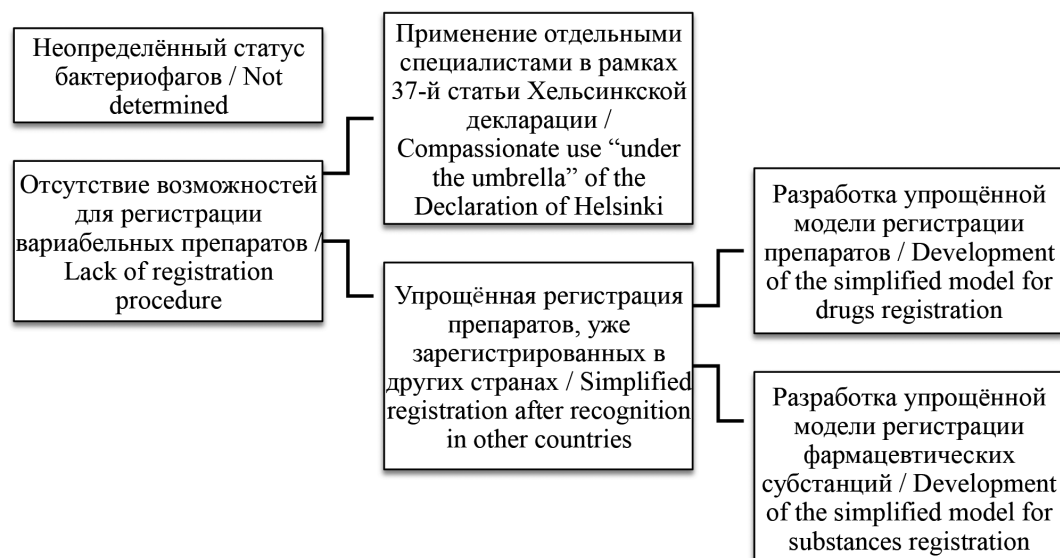 Неопределённый статус
бактериофагов / Not
determined
Отсутствие возможностей
для регистрации
вариабельных препаратов /
Lack of registration
procedure
Применение отдельными
специалистами в рамках
37-й статьи Хельсинкской
декларации /
Compassionate use “under
the umbrella” of the
Declaration of Helsinki
Упрощённая регистрация
препаратов, уже
зарегистрированных в
других странах / Simplified
registration after recognition
in other countries
Разработка упрощённой
модели регистрации
препаратов / Development
of the simplified model for
drugs registration
Разработка упрощённой
модели регистрации
фармацевтических
субстанций / Development
of the simplified model for
substances registration